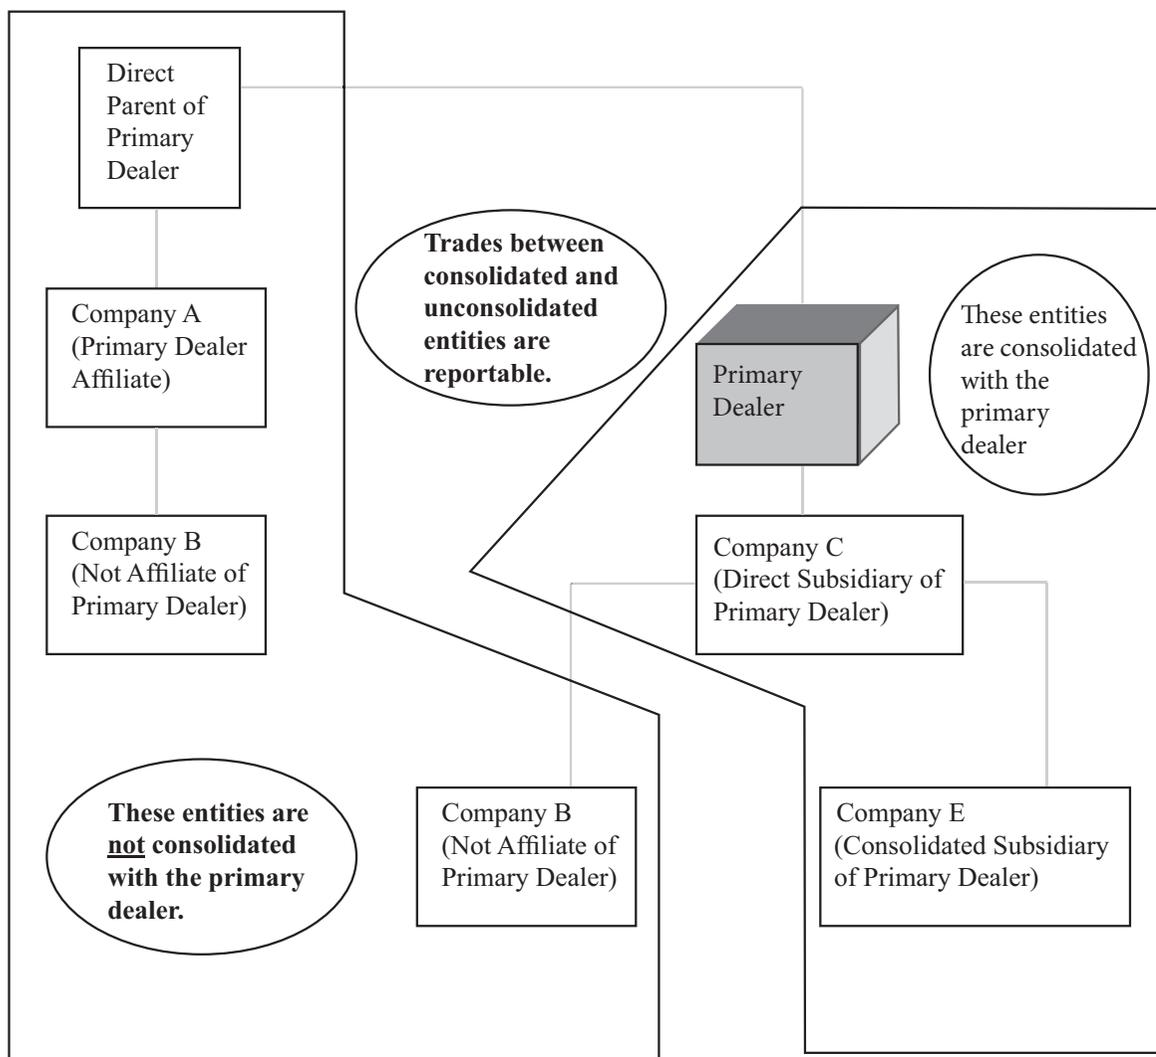 Direct
Parent of
Primary
Dealer
Trades between
consolidated and
unconsolidated
entities are
reportable.
These entities
are consolidated
with the
primary
dealer
Company A
(Primary Dealer
Affiliate)
Primary
Dealer
Company B
(Not Affiliate of
Primary Dealer)
Company C
(Direct Subsidiary of
Primary Dealer)
These entities are
not consolidated
with the primary
dealer.
Company B
(Not Affiliate of
Primary Dealer)
Company E
(Consolidated Subsidiary
of Primary Dealer)